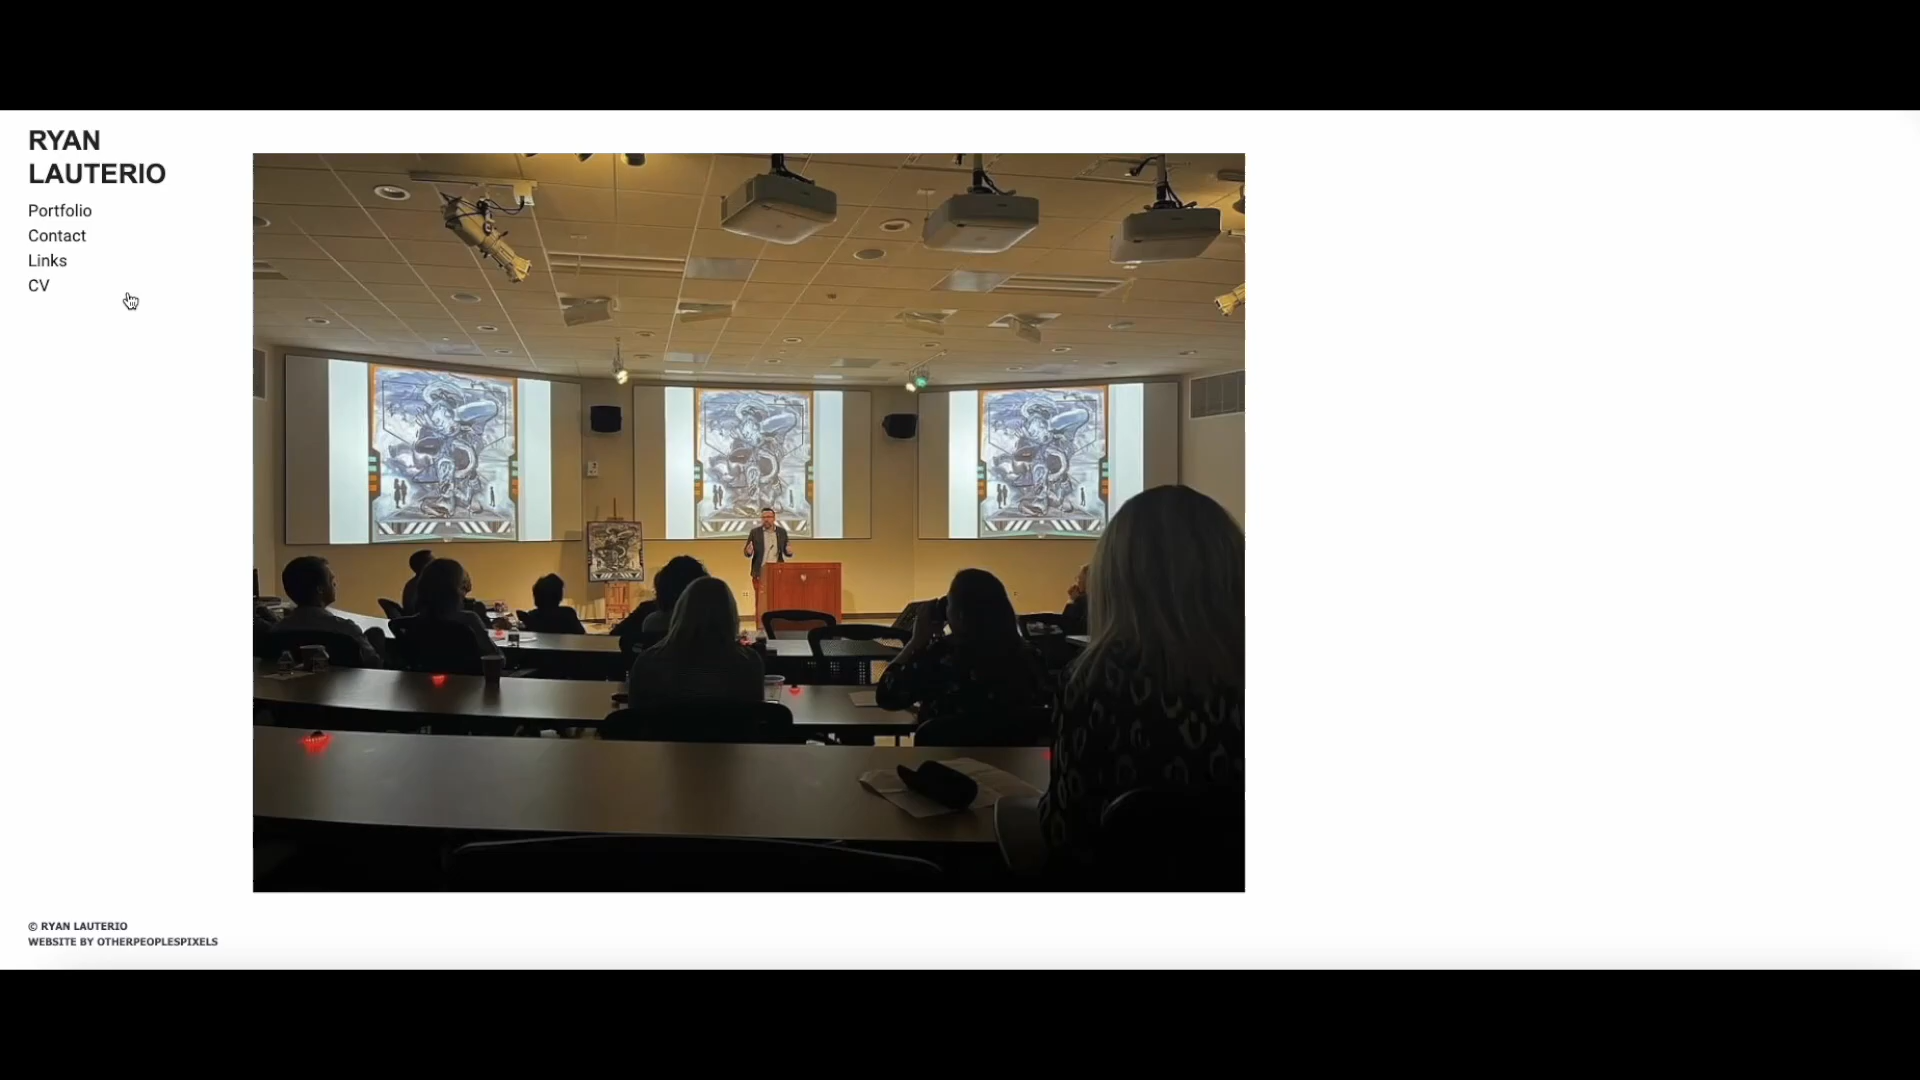 RYAN
LAUTERIO
Portfolio
Contact
Links
CV
© RYAN LAUTERIO
WEBSITE BY OTHERPEOPLESPIXELS